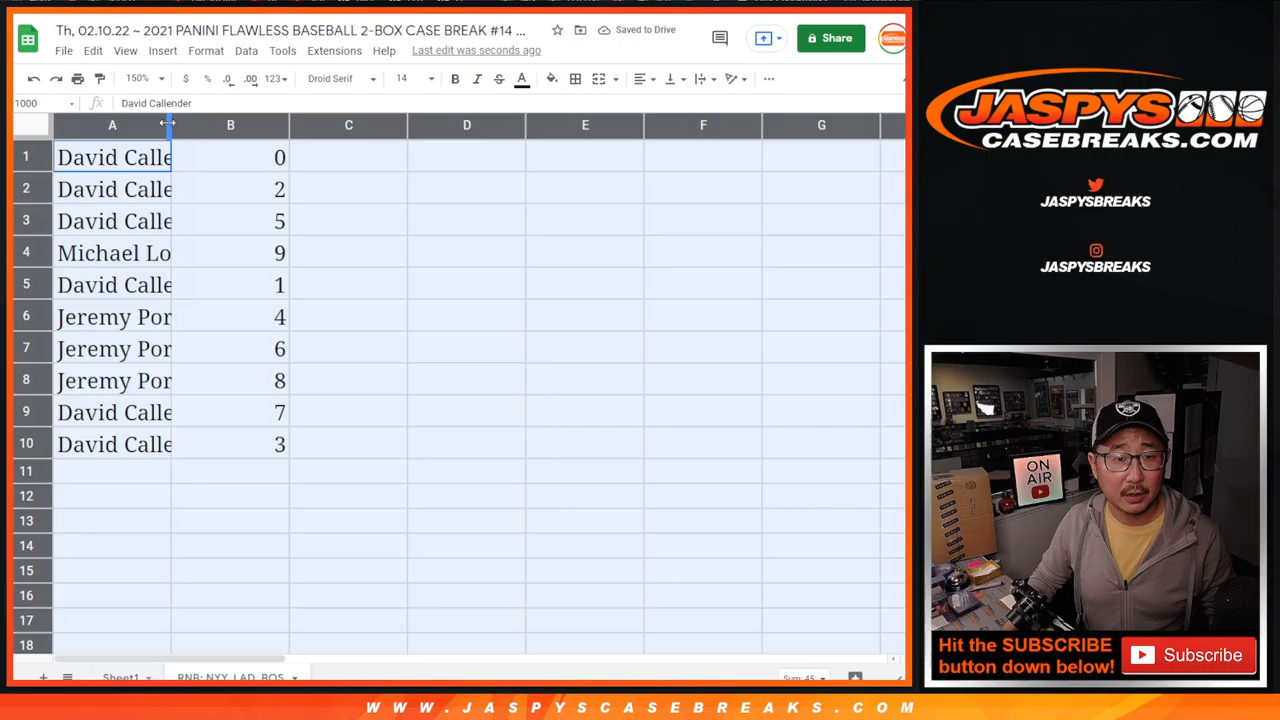 Th, 02.10.22 ~ 2021 PANINI FLAWLESS BASEBALL 2-BOX CASE BREAK #14 ...
Saved to Drive
Share
File Edit View Insert Format Data Tools Extensions Help Last edit was seconds ago
150% $ % .0 .00 123 Droid Serif 14 B I S A
1000 fx David Callender
A B C D E F G
1 David Calle 0
2 David Calle 2
3 David Calle 5
4 Michael Lo 9
5 David Calle 1
6 Jeremy Por 4
7 Jeremy Por 6
8 Jeremy Por 8
9 David Calle 7
10 David Calle 3
11
12
13
14
15
16
17
18
Sheet1 RNB: NYY, LAD, BOS Sum: 45
JASPYS
CASEBREAKS.COM
JASPYSBREAKS
JASPYSBREAKS
ON
AIR
Hit the SUBSCRIBE
button down below!
Subscribe
WWW.JASPYSCASEBREAKS.COM